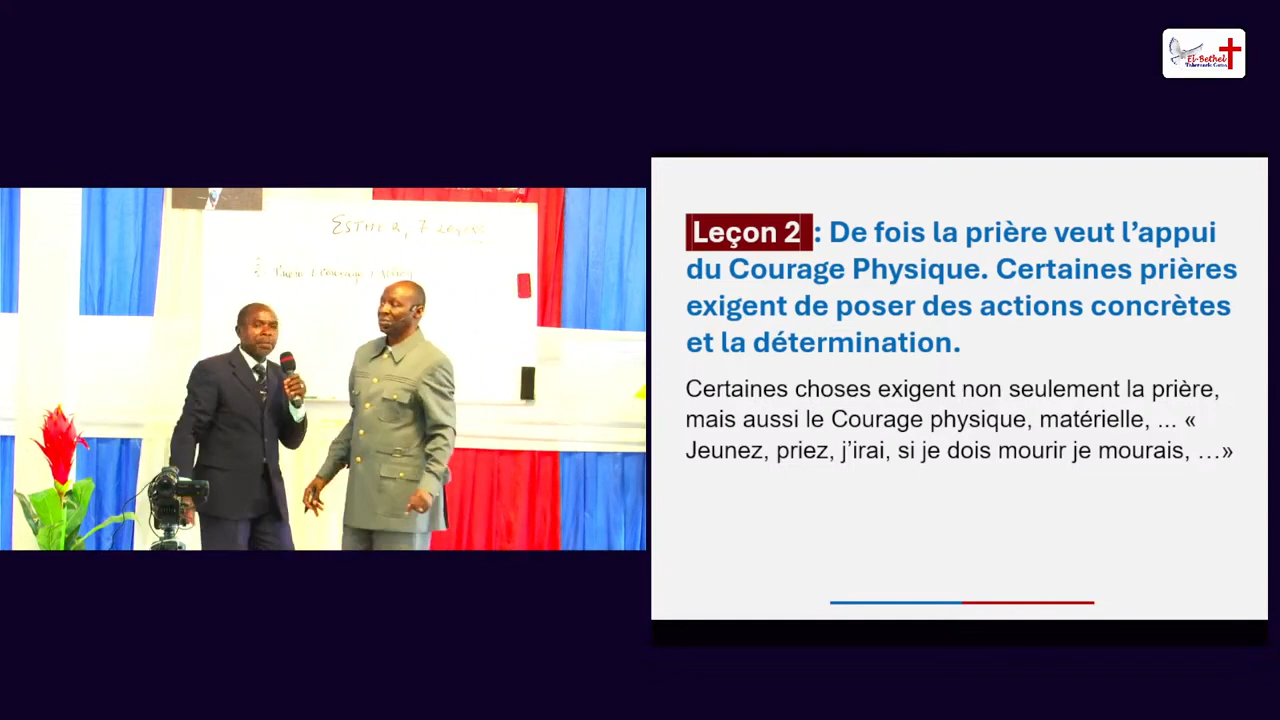 El-Bethel
ESTHER, 7 Leçons
Leçon 2 : De fois la prière veut l’appui
du Courage Physique. Certaines prières
exigent de poser des actions concrètes
et la détermination.
Certaines choses exigent non seulement la prière,
mais aussi le Courage physique, matérielle, ... «
Jeunez, priez, j’irai, si je dois mourir je mourais, …»